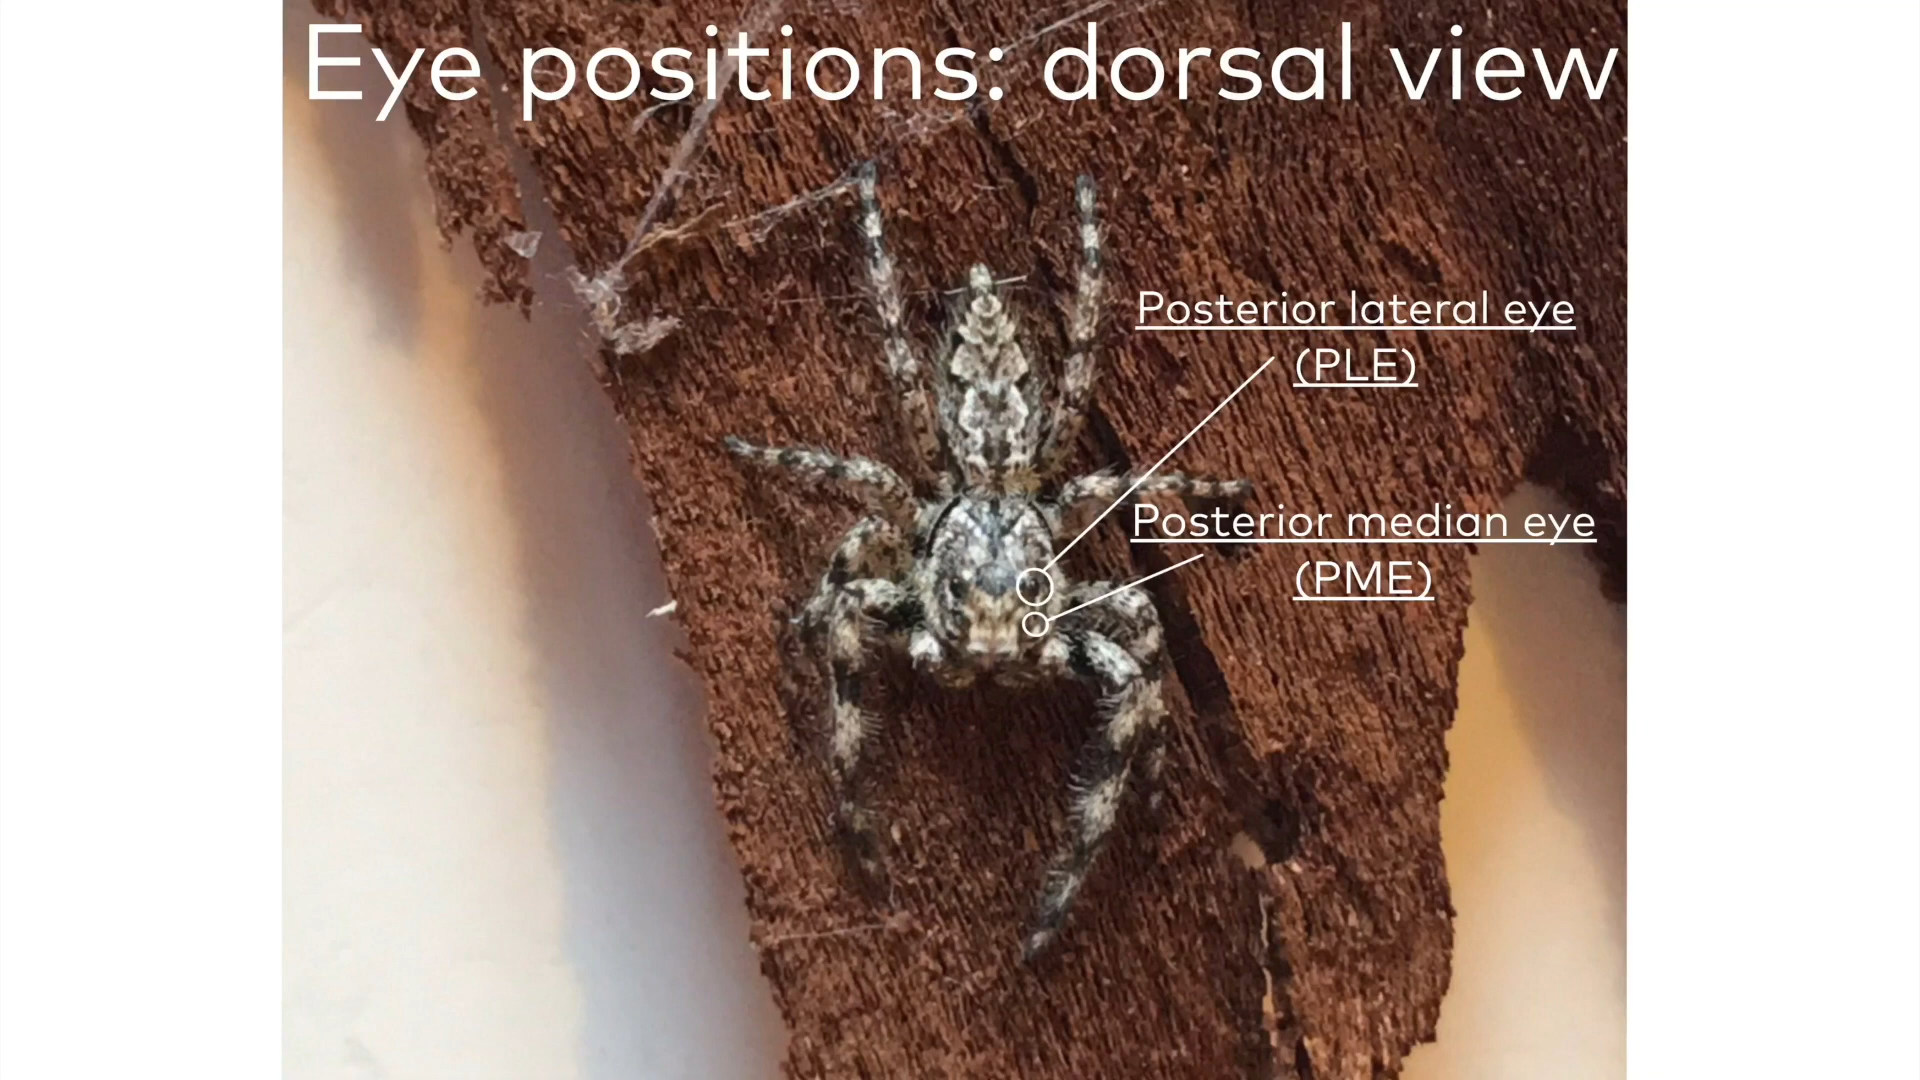 Eye positions: dorsal view
Posterior lateral eye
(PLE)
Posterior median eye
(PME)